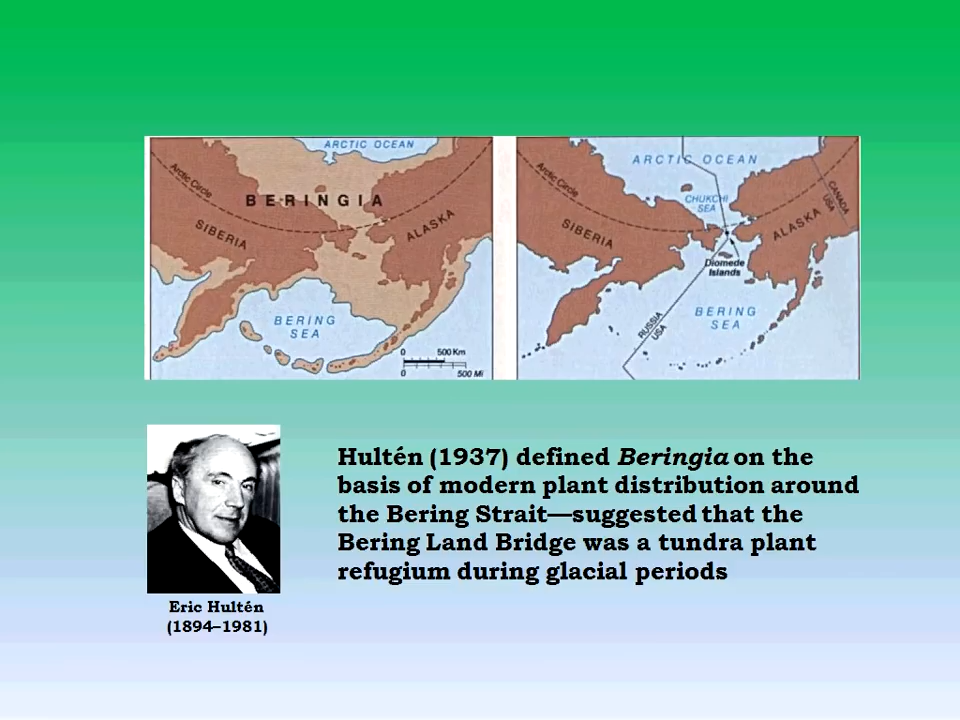 ARCTIC OCEAN
Arctic Circle
BERINGIA
SIBERIA
ALASKA
BERING
SEA
0 500 Km
0 500 Mi
ARCTIC OCEAN
Arctic Circle
CHUKCHI
SEA
CANADA
USA
SIBERIA
ALASKA
Diomede
Islands
BERING
SEA
RUSSIA
USA
Hultén (1937) defined Beringia on the
basis of modern plant distribution around
the Bering Strait—suggested that the
Bering Land Bridge was a tundra plant
refugium during glacial periods
Eric Hultén
(1894–1981)